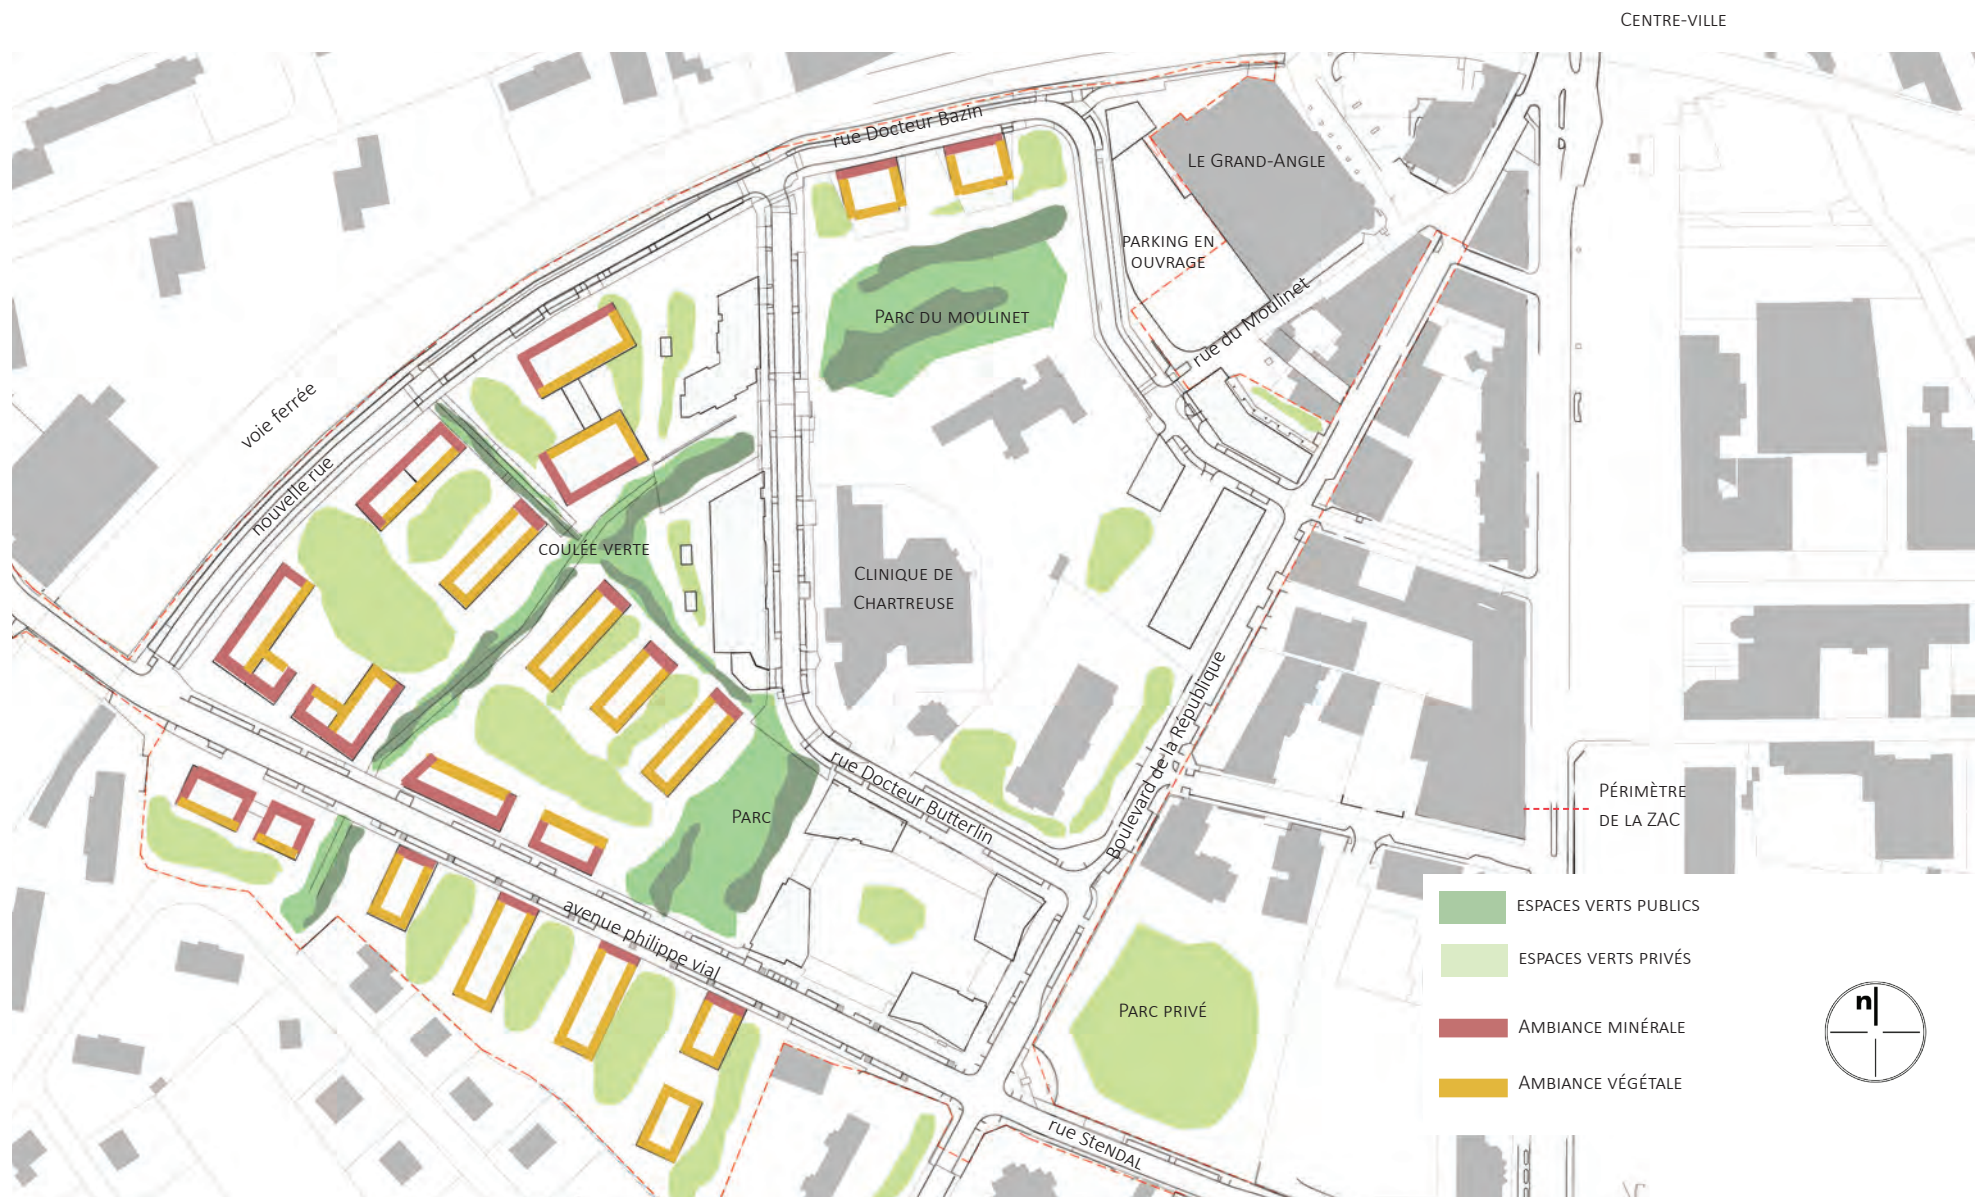 CENTRE-VILLE
rue Docteur Bazin
LE GRAND-ANGLE
PARKING EN
OUVRAGE
PARC DU MOULINET
rue du Moulinet
voie ferrée
nouvelle rue
COULÉE VERTE
CLINIQUE DE
CHARTREUSE
Boulevard de la République
rue Docteur Butterlin
PARC
PÉRIMÈTRE
DE LA ZAC
avenue philippe vial
PARC PRIVÉ
rue SteNDAL
ESPACES VERTS PUBLICS
ESPACES VERTS PRIVÉS
AMBIANCE MINÉRALE
AMBIANCE VÉGÉTALE
n